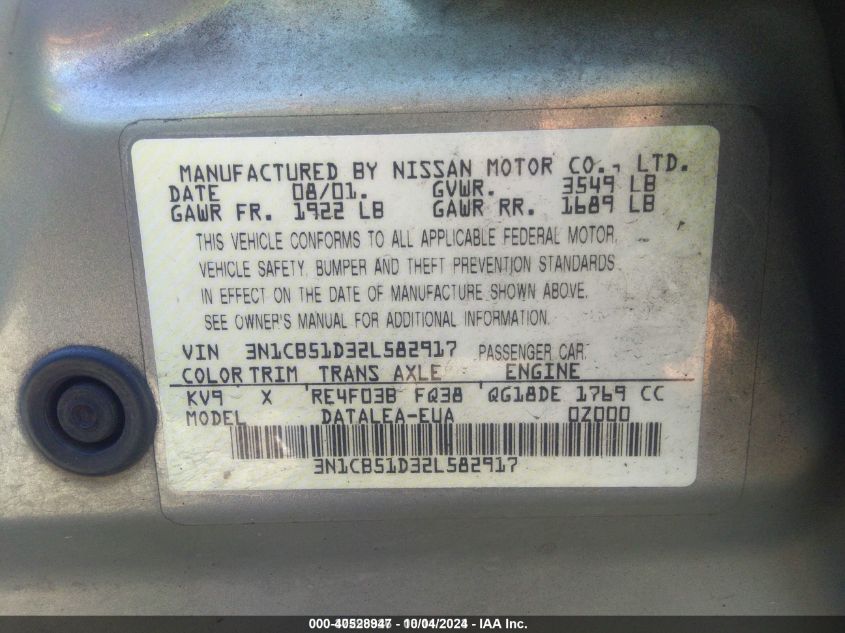 MANUFACTURED BY NISSAN MOTOR CO., LTD.
DATE 08/01. GVWR. 3549 LB
GAWR FR. 1922 LB GAWR RR. 1689 LB
THIS VEHICLE CONFORMS TO ALL APPLICABLE FEDERAL MOTOR
VEHICLE SAFETY, BUMPER AND THEFT PREVENTION STANDARDS
IN EFFECT ON THE DATE OF MANUFACTURE SHOWN ABOVE.
SEE OWNER'S MANUAL FOR ADDITIONAL INFORMATION.
VIN 3N1CB51D32L582917 PASSENGER CAR
COLOR TRIM TRANS AXLE ENGINE
KV9 X RE4F03B FQ38 QG18DE 1769 CC
MODEL DATALEA-EUA 0Z000
3N1CB51D32L582917
10/04/2024 - IAA Inc.